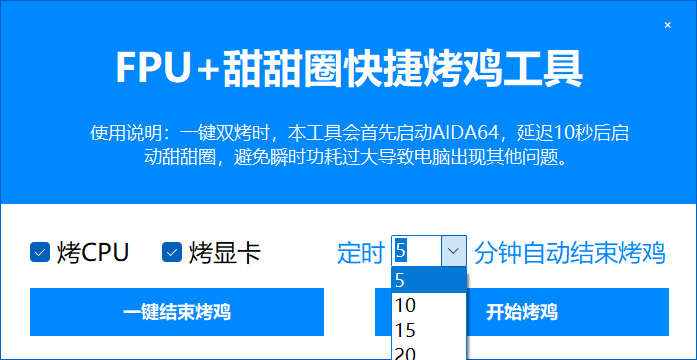 ×
FPU+甜甜圈快捷烤鸡工具
使用说明：一键双烤时，本工具会首先启动AIDA64，延迟10秒后启
动甜甜圈，避免瞬时功耗过大导致电脑出现其他问题。
烤CPU 烤显卡 定时 5 分钟自动结束烤鸡
5
10
15
20
一键结束烤鸡 开始烤鸡